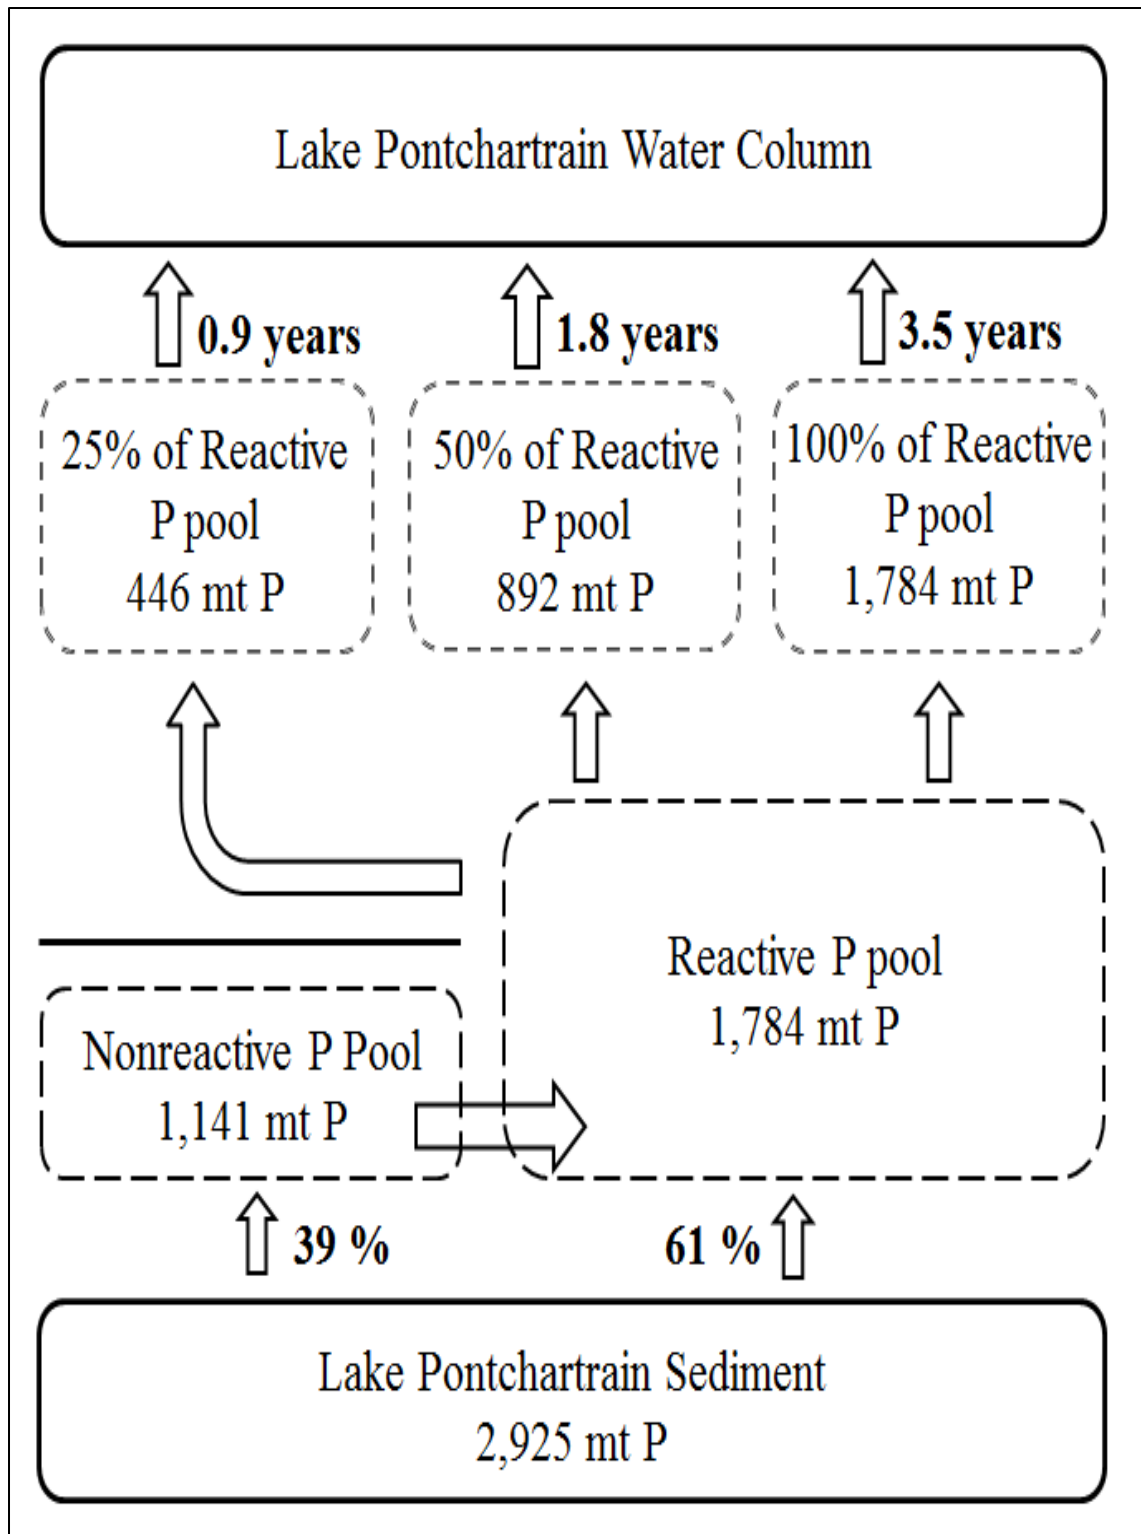 Lake Pontchartrain Water Column
0.9 years
1.8 years
3.5 years
25% of Reactive
P pool
446 mt P
50% of Reactive
P pool
892 mt P
100% of Reactive
P pool
1,784 mt P
Reactive P pool
1,784 mt P
Nonreactive P Pool
1,141 mt P
39 %
61 %
Lake Pontchartrain Sediment
2,925 mt P